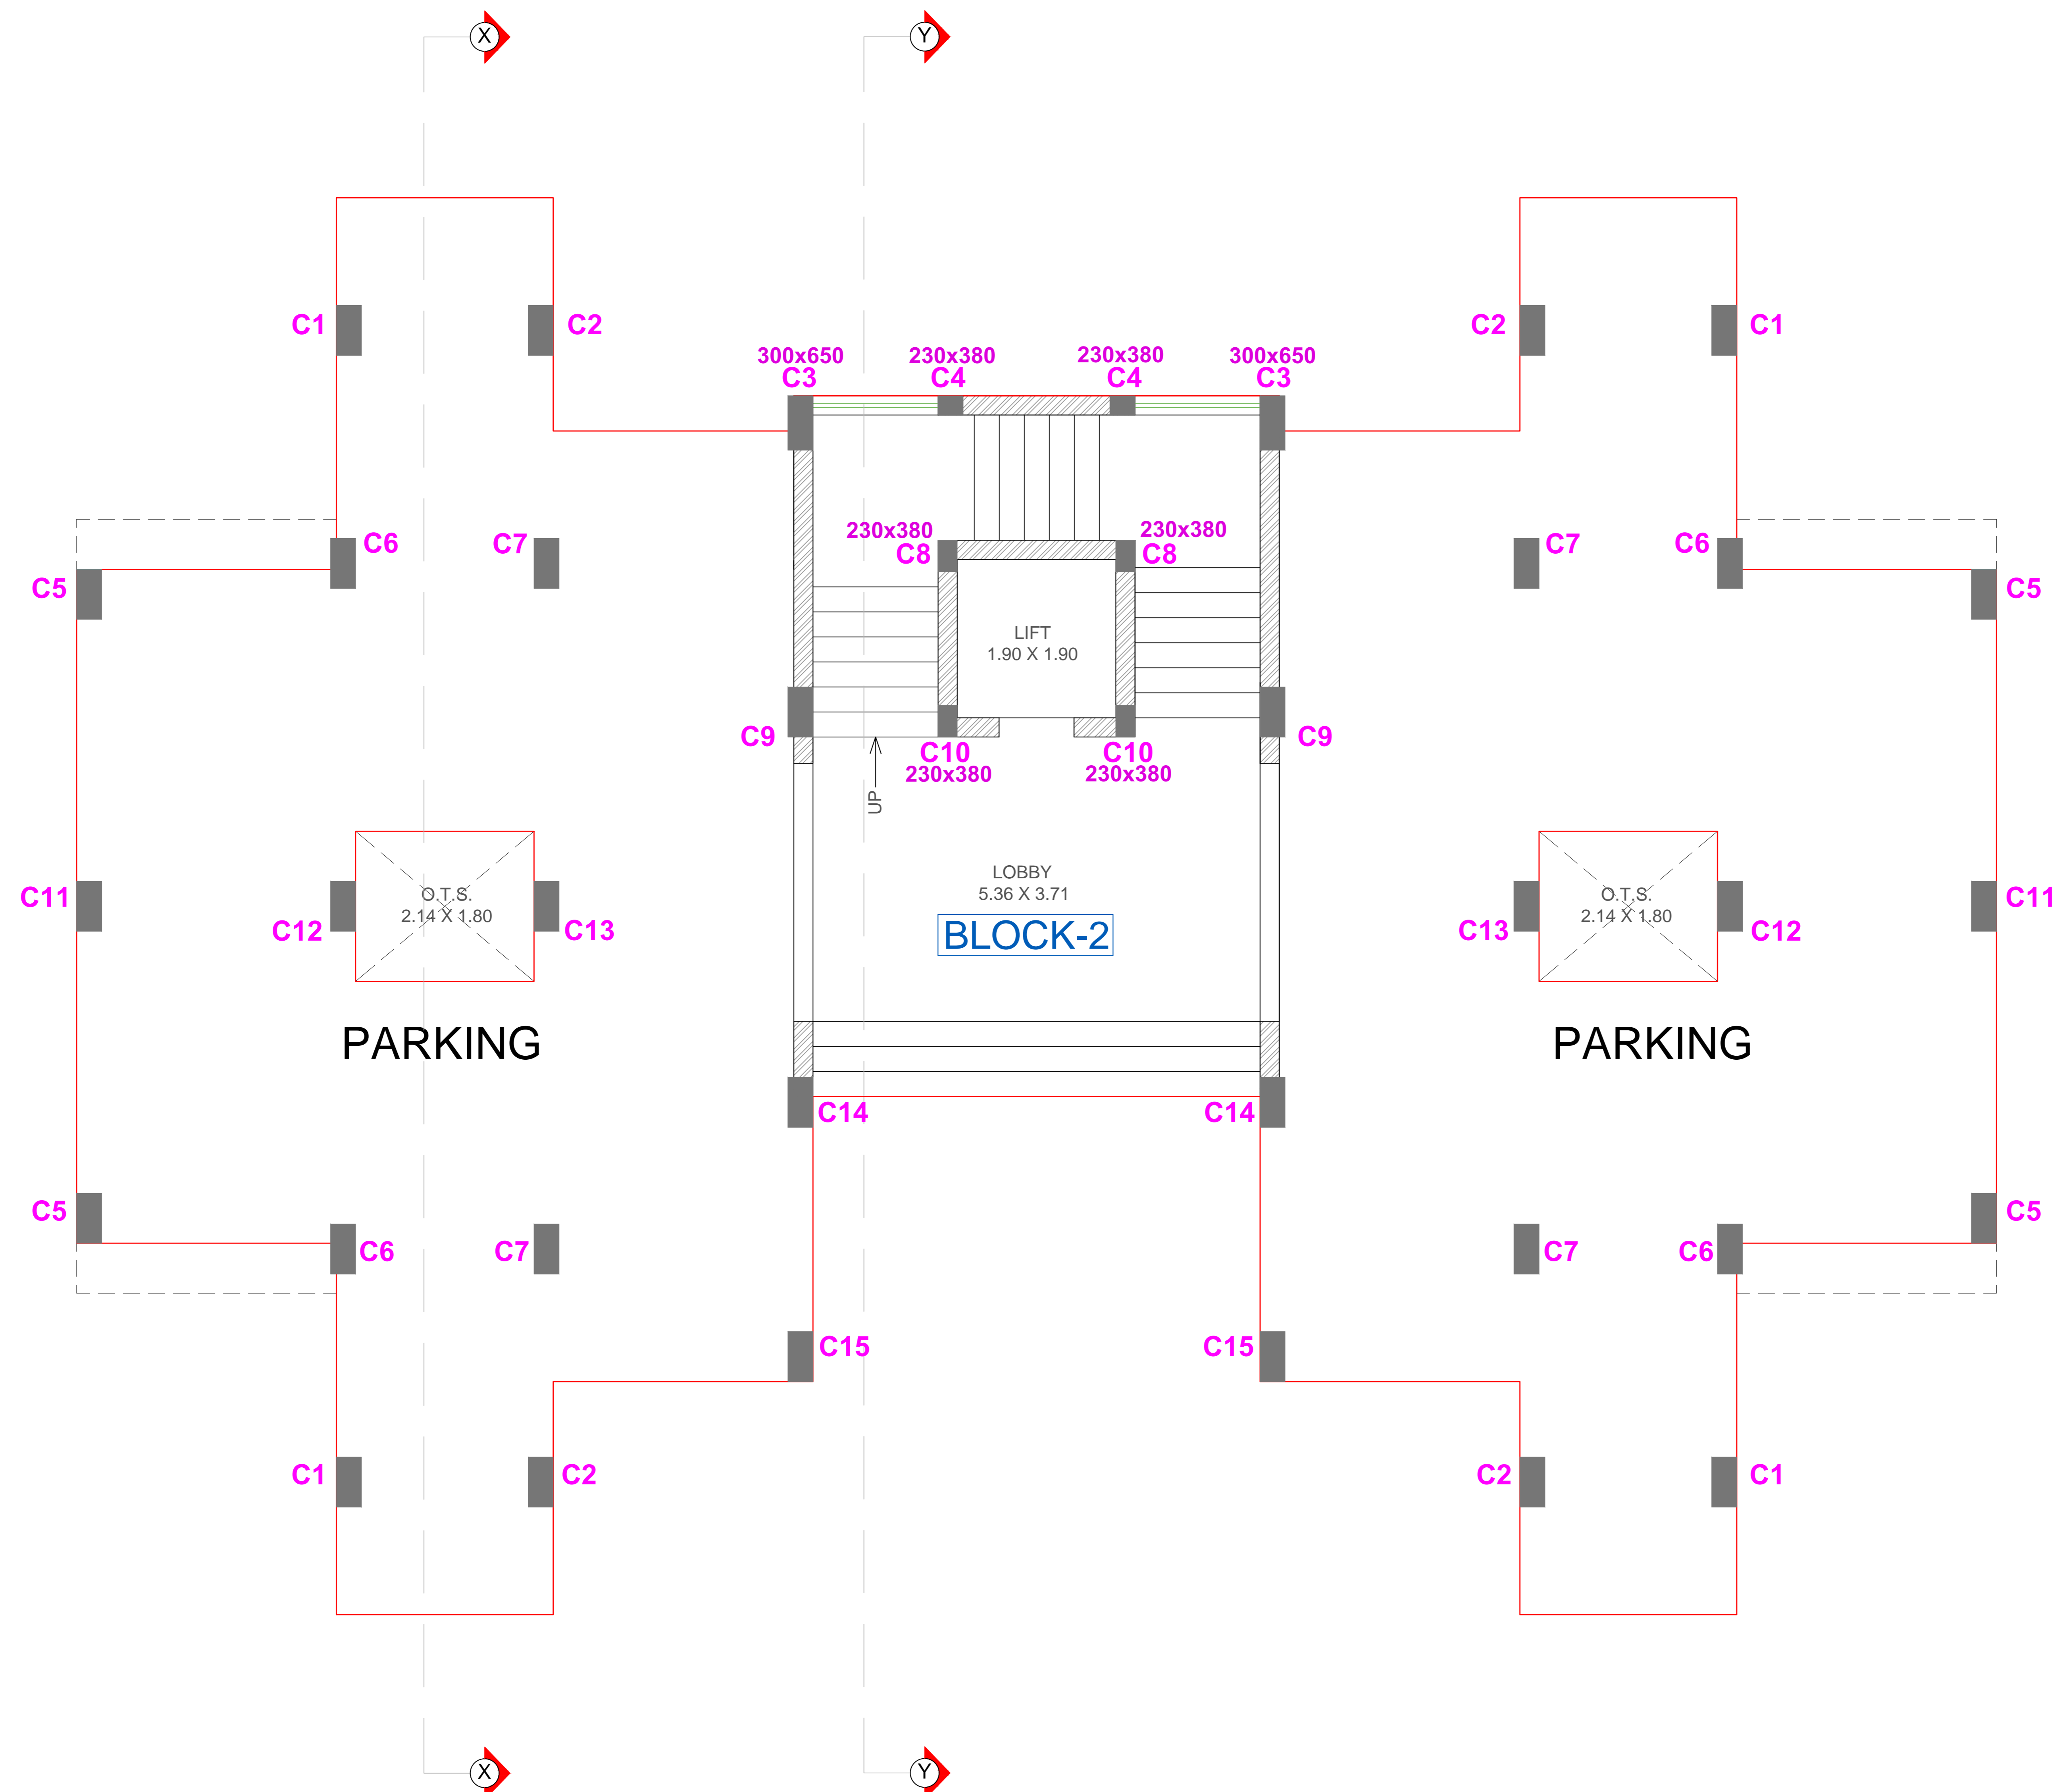 X
Y
C1
C2
C2
C1
300x650
230x380
230x380
300x650
C3
C4
C4
C3
230x380
230x380
C6
C7
C8
C8
C7
C6
C5
C5
LIFT
1.90 X 1.90
C9
C10
C10
C9
230x380
230x380
UP
C11
C12
O.T.S.
2.14 X 1.80
C13
LOBBY
5.36 X 3.71
BLOCK-2
C13
O.T.S.
2.14 X 1.80
C12
C11
PARKING
PARKING
C14
C14
C5
C5
C6
C7
C7
C6
C15
C15
C1
C2
C2
C1
X
Y